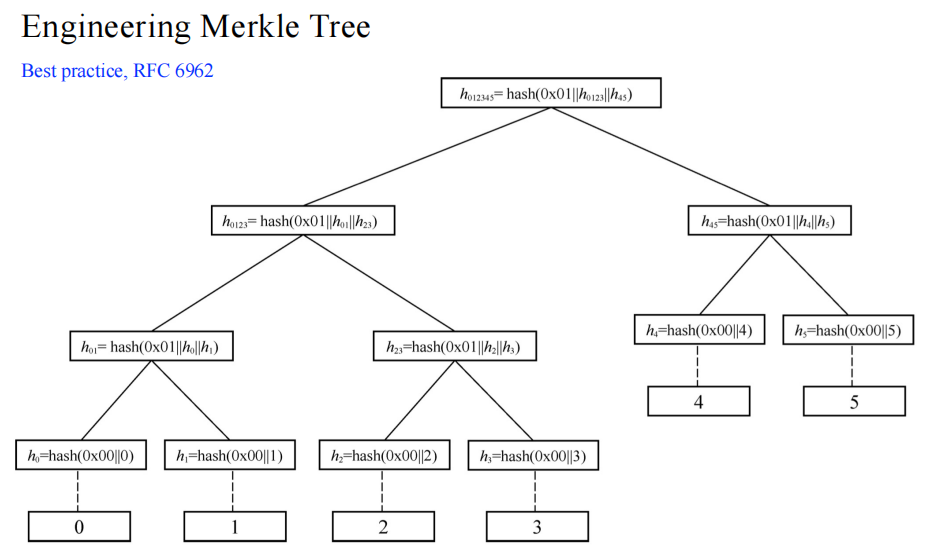 Engineering Merkle Tree
Best practice, RFC 6962
h₀₁₂₃₄₅= hash(0x01||h₀₁₂₃||h₄₅)
h₀₁₂₃= hash(0x01||h₀₁||h₂₃)
h₄₅=hash(0x01||h₄||h₅)
h₄=hash(0x00||4)
h₅=hash(0x00||5)
h₀₁= hash(0x01||h₀||h₁)
h₂₃=hash(0x01||h₂||h₃)
4
5
h₀=hash(0x00||0)
h₁=hash(0x00||1)
h₂=hash(0x00||2)
h₃=hash(0x00||3)
0
1
2
3